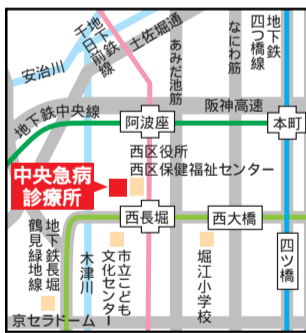 千日前線
地下鉄
土佐堀通
安治川
あみだ池筋
なにわ筋
四つ橋線
地下鉄
地下鉄中央線
阪神高速
阿波座
本町
西区役所
西区保健福祉センター
中央急病
診療所
西長堀
西大橋
四ツ橋
鶴見緑地線
地下鉄長堀
木津川
市立こども
文化センター
堀江小学校
京セラドーム